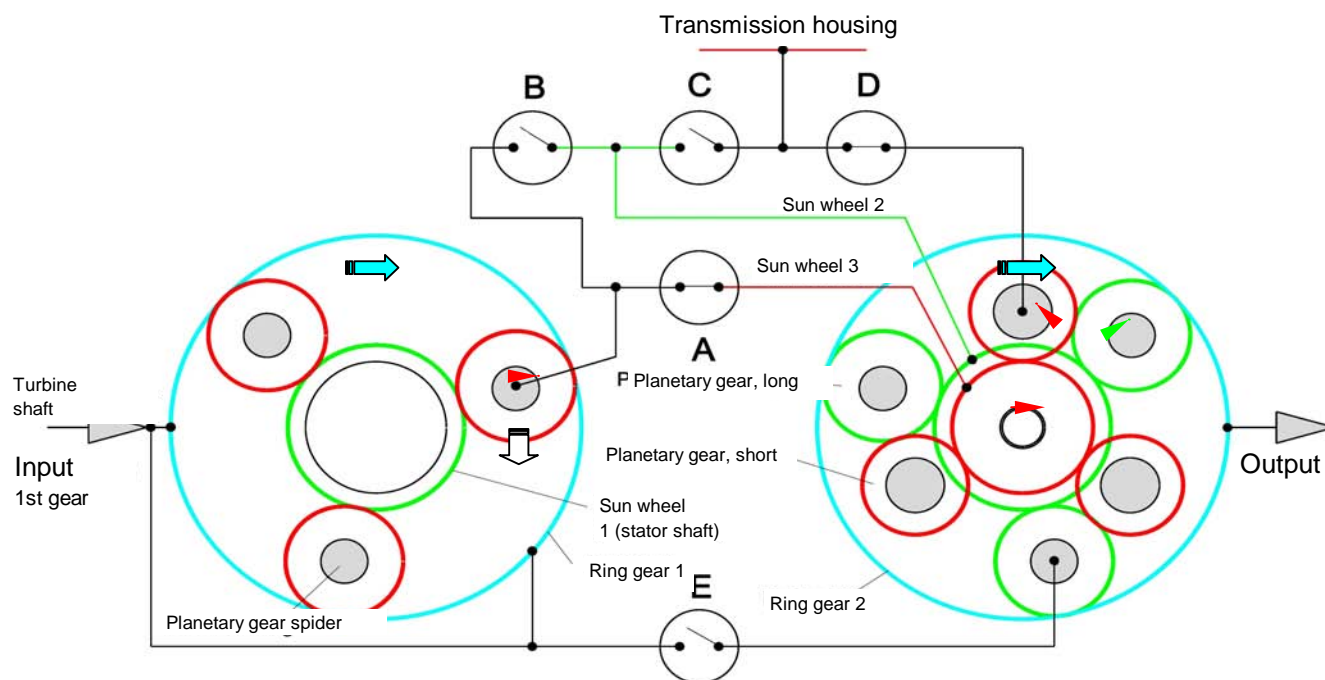 Transmission housing
B
C
D
Sun wheel 2
Sun wheel 3
A
Planetary gear, long
Turbine
shaft
Input
1st gear
Planetary gear, short
Output
Sun wheel
1 (stator shaft)
Ring gear 1
E
Ring gear 2
Planetary gear spider